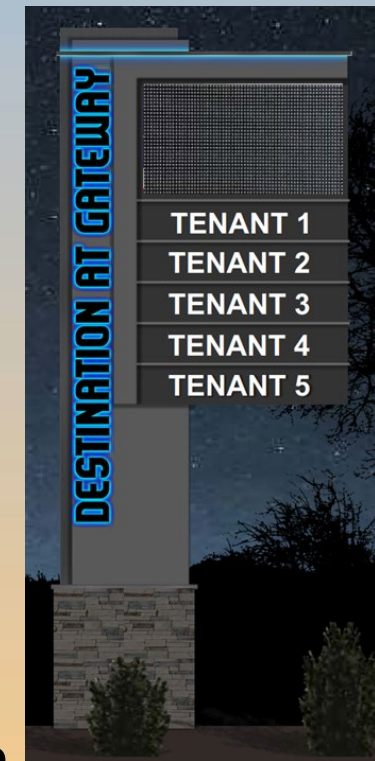 DESTINATION AT GATEWAY
TENANT 1
TENANT 2
TENANT 3
TENANT 4
TENANT 5